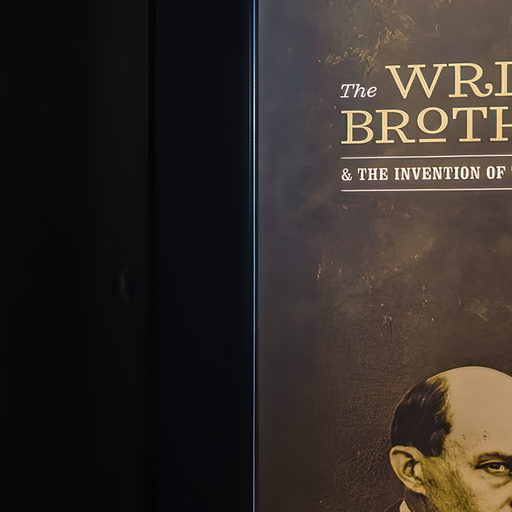 The WRI
BROTH
& THE INVENTION OF